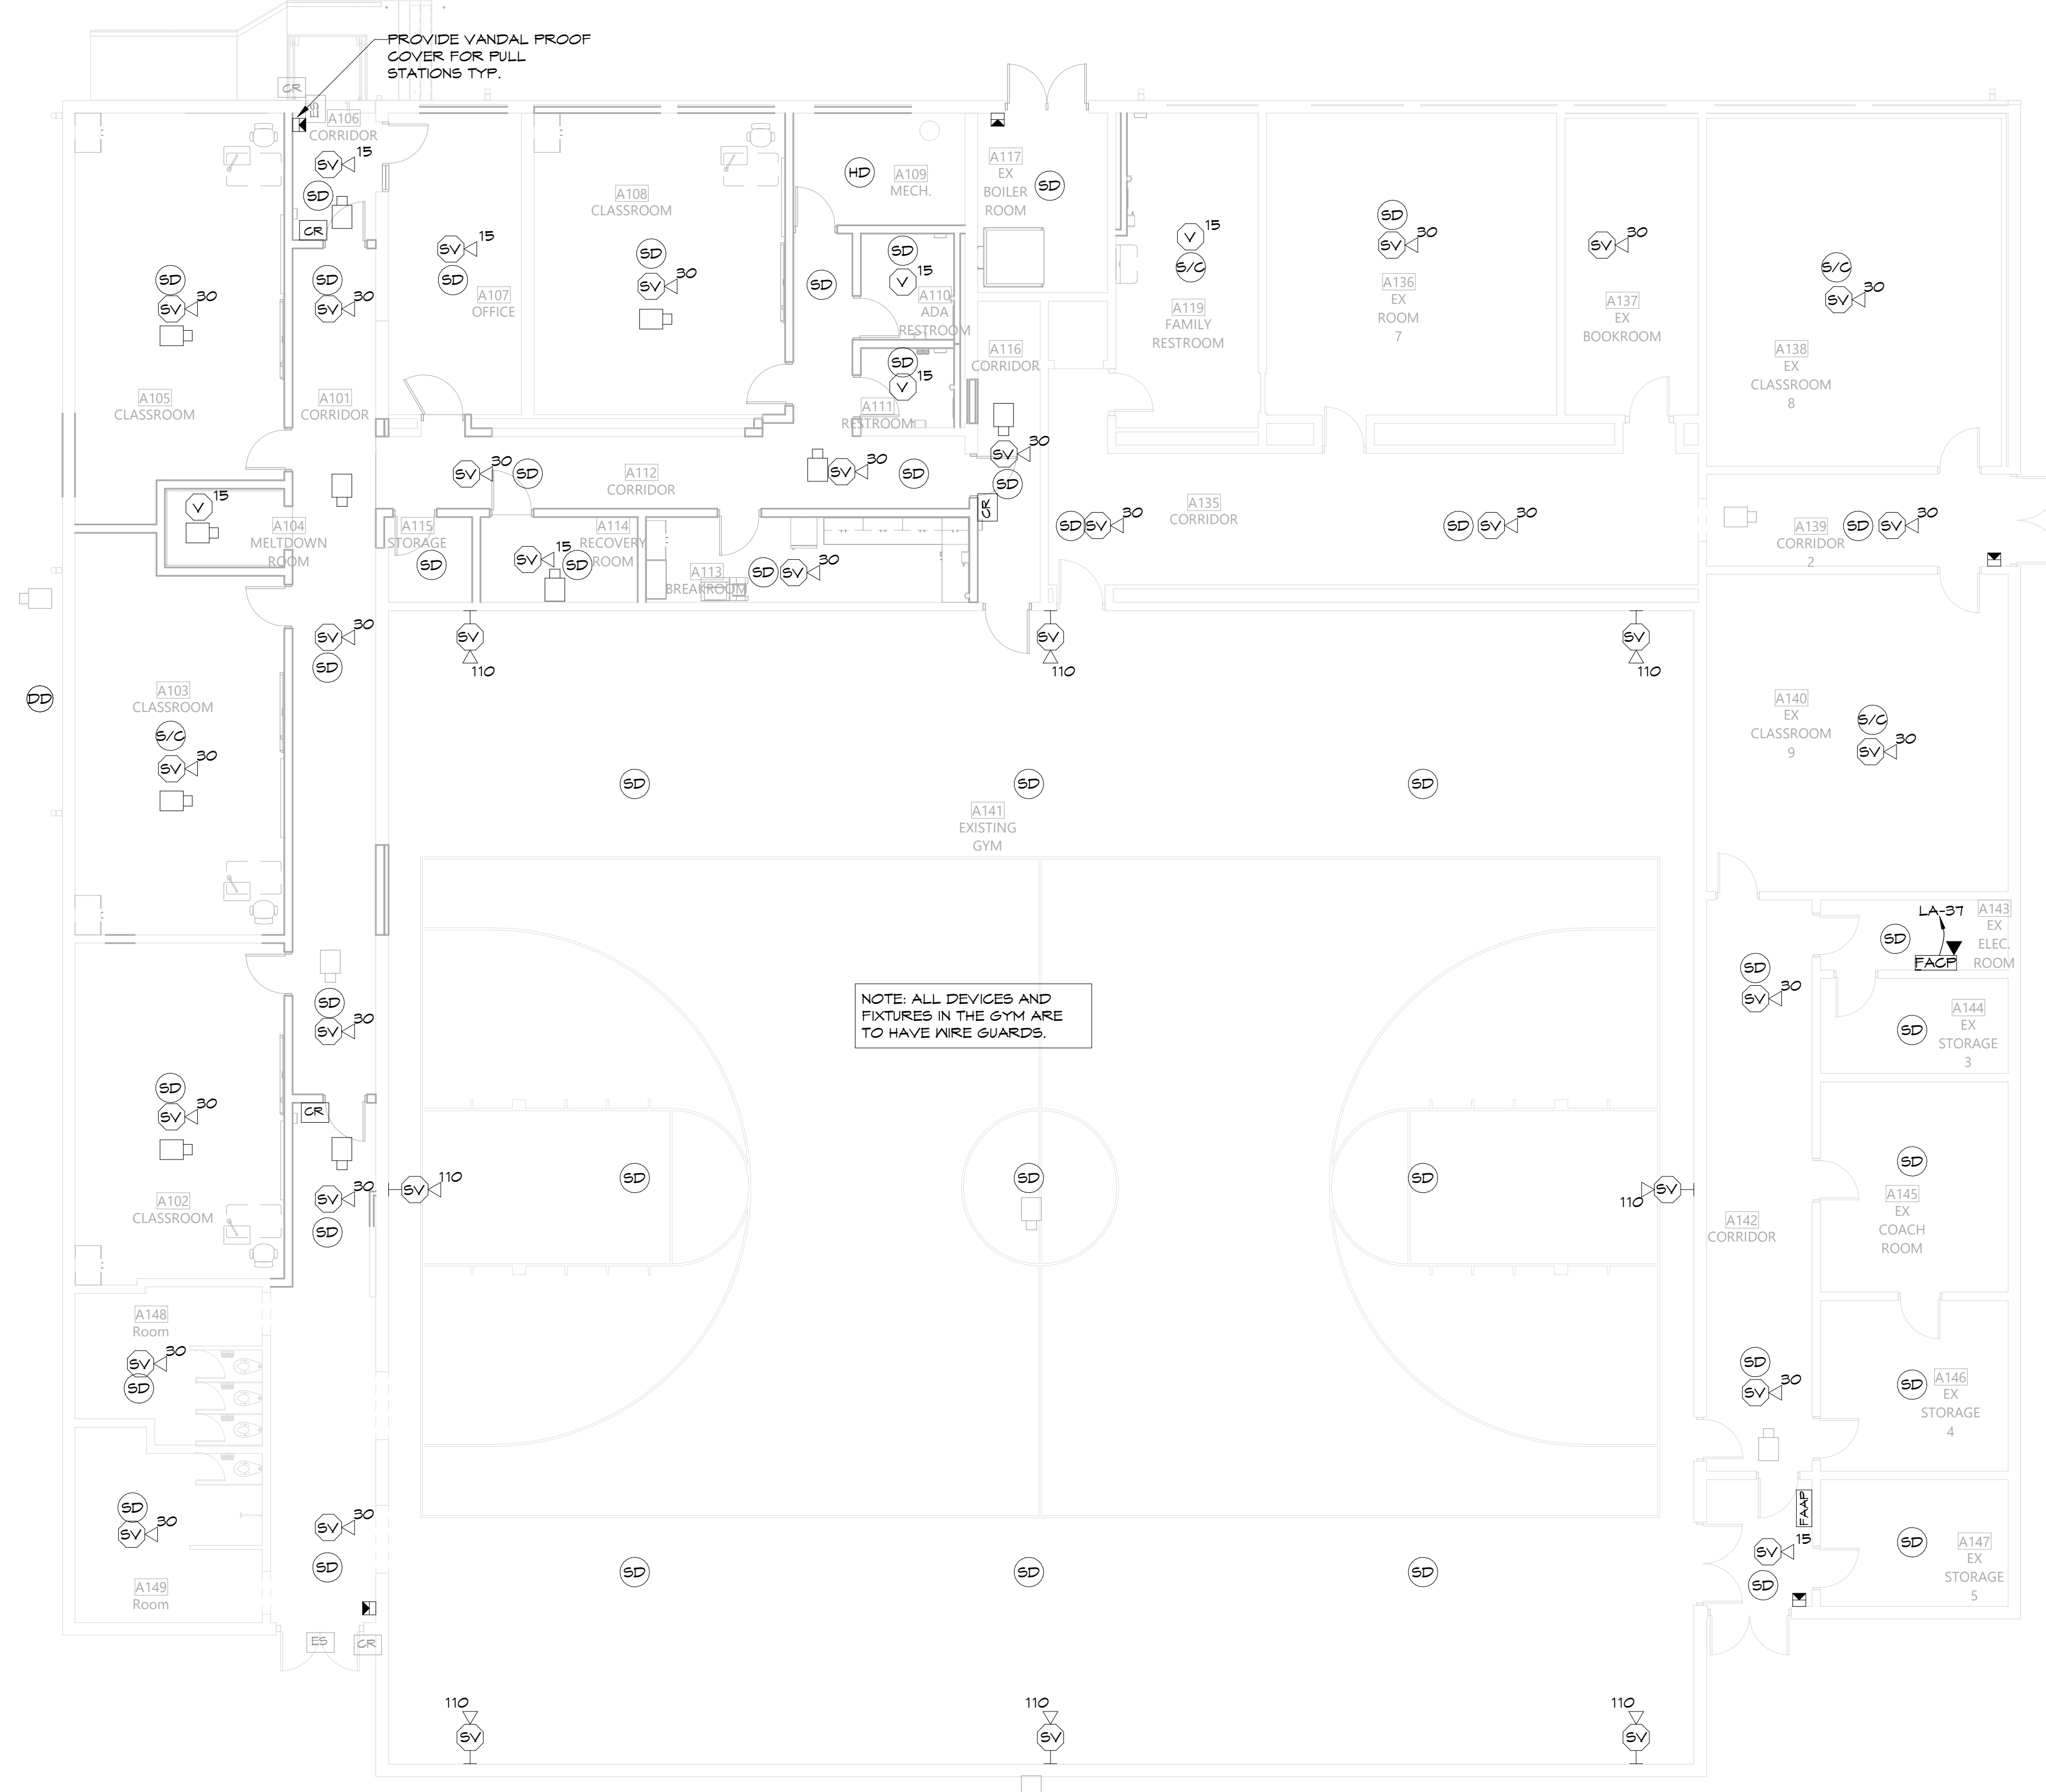 PROVIDE VANDAL PROOF
COVER FOR PULL
STATIONS TYP.
CR
ES
A106
CORRIDOR
SV
15
SD
CR
SD
SV
30
A105
CLASSROOM
SD
SV
30
A101
CORRIDOR
SV
15
SD
A107
OFFICE
A108
CLASSROOM
SD
SV
30
HD
A109
MECH.
SD
SD
V
15
A110
ADA
RESTROOM
SD
V
15
A111
RESTROOM
A117
EX
BOILER
ROOM
SD
A116
CORRIDOR
SV
30
SD
CR
V
15
S/C
A119
FAMILY
RESTROOM
SD
SV
30
A136
EX
ROOM
7
SV
30
A137
EX
BOOKROOM
S/C
SV
30
A138
EX
CLASSROOM
8
V
15
A104
MELTDOWN
ROOM
SV
30
SD
A112
CORRIDOR
SV
30
SD
A115
STORAGE
SD
SV
15
SD
A114
RECOVERY
ROOM
A113
BREAKROOM
SD
SV
30
SD
SV
30
A135
CORRIDOR
SD
SV
30
A139
CORRIDOR
2
SD
SV
30
SV
30
SD
SV
110
SV
110
SV
110
DD
A103
CLASSROOM
S/C
SV
30
A140
EX
CLASSROOM
9
S/C
SV
30
SD
SD
SD
A141
EXISTING
GYM
NOTE: ALL DEVICES AND
FIXTURES IN THE GYM ARE
TO HAVE WIRE GUARDS.
SD
SV
30
LA-37
A143
EX
ELEC.
ROOM
SD
FACP
SD
SV
30
A144
EX
STORAGE
3
SD
SD
SV
30
A102
CLASSROOM
CR
SV
30
SD
SV
110
SD
SD
SD
SV
110
A142
CORRIDOR
SD
A145
EX
COACH
ROOM
A148
Room
SV
30
SD
SD
SV
30
SD
A146
EX
STORAGE
4
SD
SV
30
A149
Room
SV
30
SD
SD
SD
SD
FAAP
SV
15
SD
SD
A147
EX
STORAGE
5
ES
CR
110
SV
110
SV
110
SV